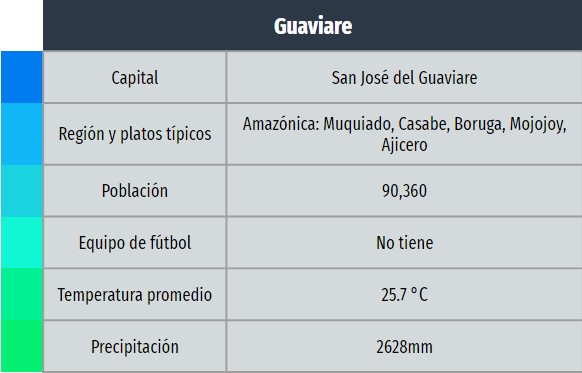 Guaviare
Capital
San José del Guaviare
Región y platos típicos
Amazónica: Muquiado, Casabe, Boruga, Mojojoy,
Ajicero
Población
90,360
Equipo de fútbol
No tiene
Temperatura promedio
25.7 °C
Precipitación
2628mm